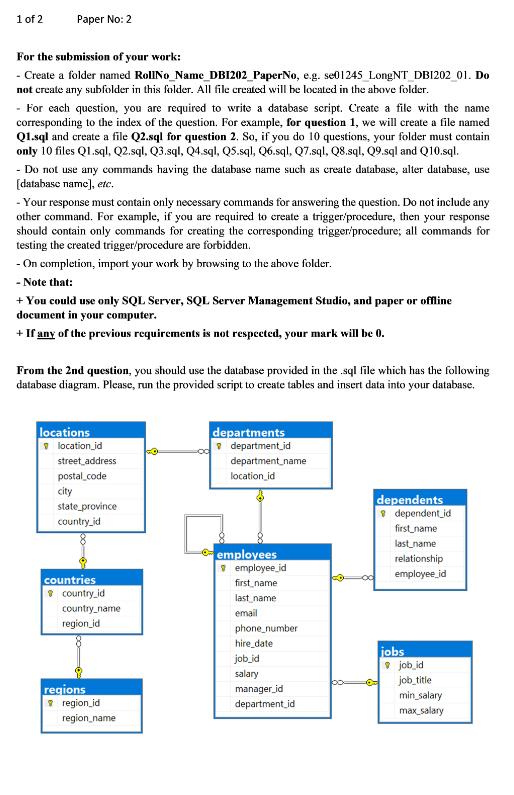 1 of 2 Paper No: 2
For the submission of your work:
- Create a folder named RollNo_Name_DBI202_PaperNo, e.g. se01245_LongNT_DBI202_01. Do
not create any subfolder in this folder. All file created will be located in the above folder.
- For each question, you are required to write a database script. Create a file with the name
corresponding to the index of the question. For example, for question 1, we will create a file named
Q1.sql and create a file Q2.sql for question 2. So, if you do 10 questions, your folder must contain
only 10 files Q1.sql, Q2.sql, Q3.sql, Q4.sql, Q5.sql, Q6.sql, Q7.sql, Q8.sql, Q9.sql and Q10.sql.
- Do not use any commands having the database name such as create database, alter database, use
[database name], etc.
- Your response must contain only necessary commands for answering the question. Do not include any
other command. For example, if you are required to create a trigger/procedure, then your response
should contain only commands for creating the corresponding trigger/procedure; all commands for
testing the created trigger/procedure are forbidden.
- On completion, import your work by browsing to the above folder.
- Note that:
+ You could use only SQL Server, SQL Server Management Studio, and paper or offline
document in your computer.
+ If any of the previous requirements is not respected, your mark will be 0.
From the 2nd question, you should use the database provided in the .sql file which has the following
database diagram. Please, run the provided script to create tables and insert data into your database.
locations
location_id
street_address
postal_code
city
state_province
country_id
departments
department_id
department_name
location_id
dependents
dependent_id
first_name
last_name
relationship
employee_id
employees
employee_id
first_name
last_name
email
phone_number
hire_date
job_id
salary
manager_id
department_id
countries
country_id
country_name
region_id
jobs
job_id
job_title
min_salary
max_salary
regions
region_id
region_name